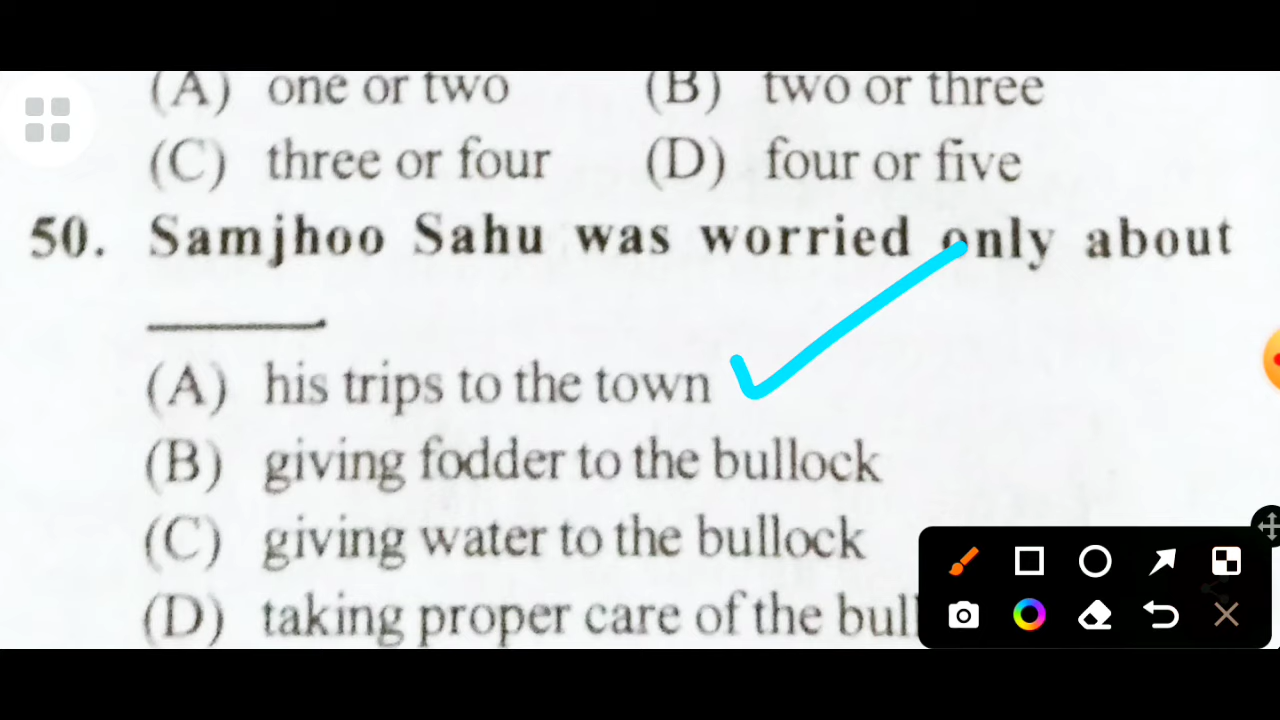 (A) one or two (B) two or three
(C) three or four (D) four or five
50. Samjhoo Sahu was worried only about
(A) his trips to the town
(B) giving fodder to the bullock
(C) giving water to the bullock
(D) taking proper care of the